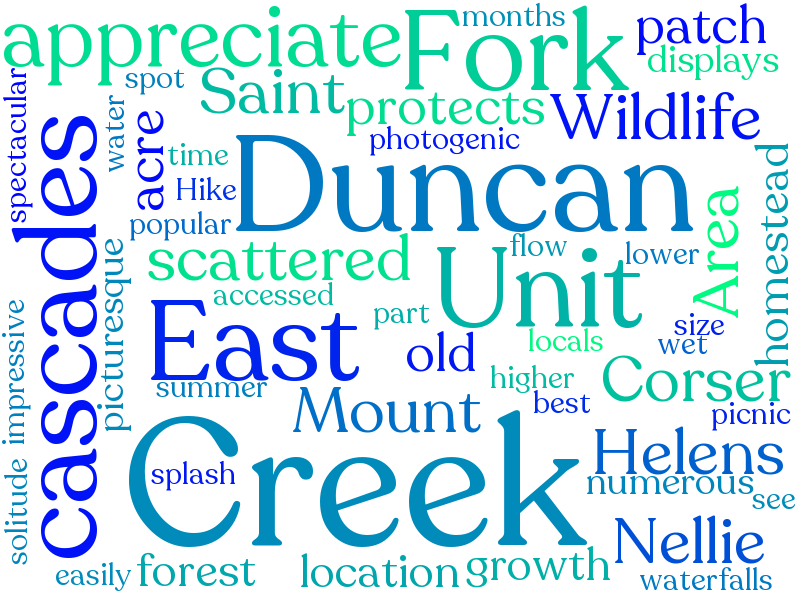 months
appreciate
Fork
patch
displays
spot
Saint
spectacular
water
acre
protects
Wildlife
photogenic
time
Hike
popular
Duncan
homestead
cascades
Area
scattered
flow
lower
picturesque
accessed
Unit
part
East
size
locals
wet
old
impressive
summer
higher
Corser
Mount
best
picnic
Creek
splash
Helens
numerous
see
solitude
Nellie
easily
forest
location
growth
waterfalls